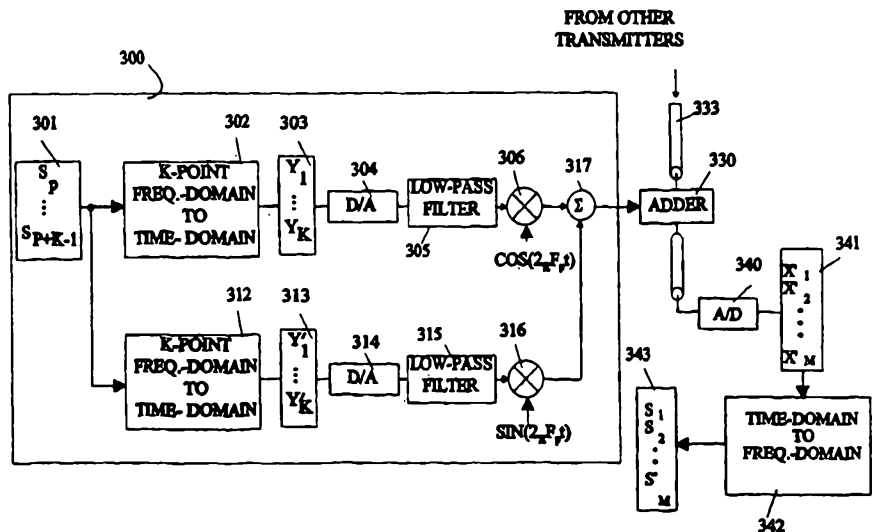 FROM OTHER
TRANSMITTERS
300
333
301
302
303
304
306
317
330
S P
⋮
S P+K-1
K-POINT
FREQ.-DOMAIN
TO
TIME- DOMAIN
Y 1
⋮
Y K
D/A
LOW-PASS
FILTER
305
Σ
ADDER
COS(2πFpt)
341
340
A/D
X' 1
X' 2
X' M
312
313
314
315
316
343
K-POINT
FREQ.-DOMAIN
TO
TIME- DOMAIN
Y' 1
⋮
Y' K
D/A
LOW-PASS
FILTER
SIN(2πFpt)
S 1
S 2
S' M
TIME-DOMAIN
TO
FREQ.-DOMAIN
342